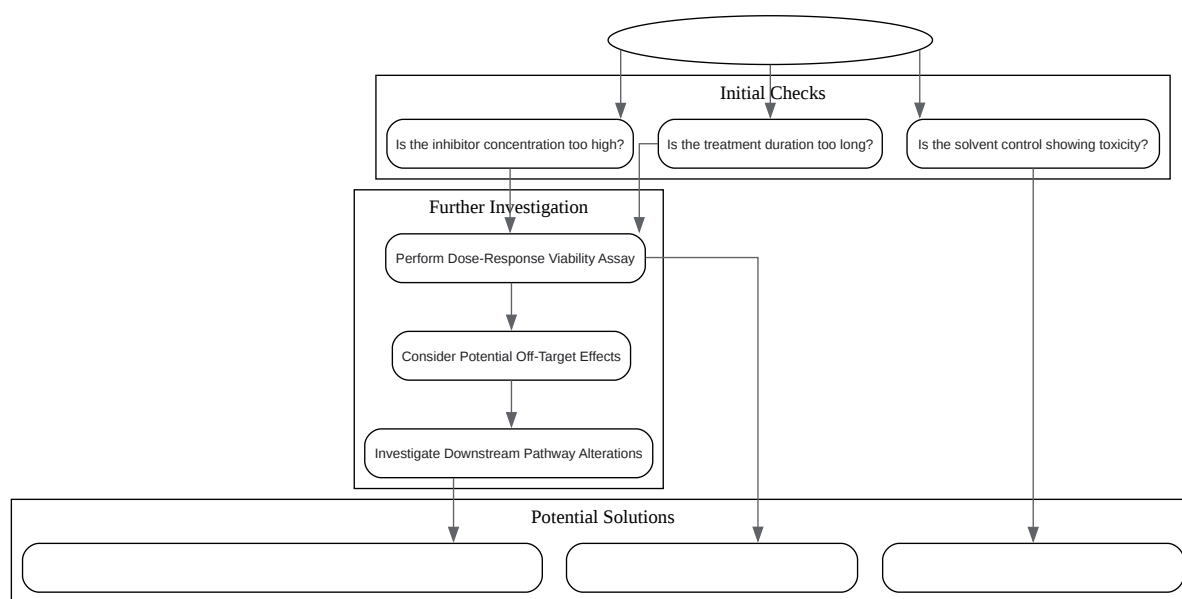 Initial Checks
Is the inhibitor concentration too high?
Is the treatment duration too long?
Is the solvent control showing toxicity?
Further Investigation
Perform Dose-Response Viability Assay
Consider Potential Off-Target Effects
Investigate Downstream Pathway Alterations
Potential Solutions